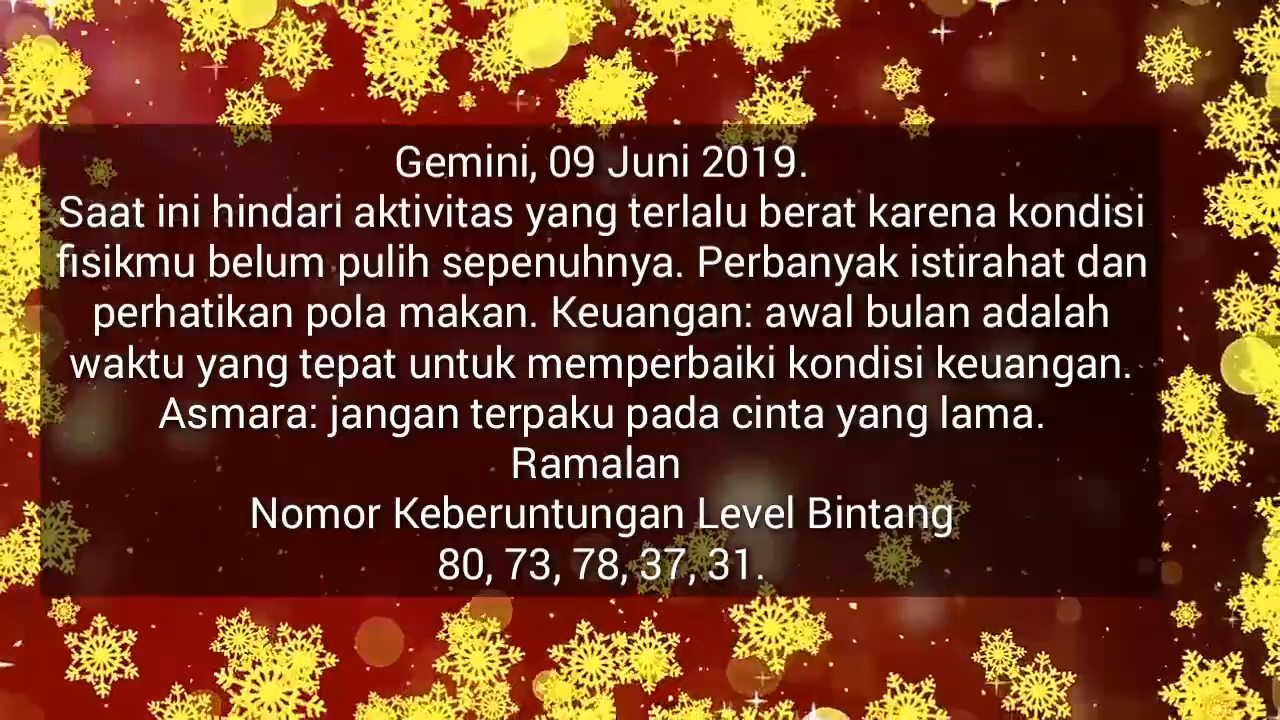 Gemini, 09 Juni 2019.
Saat ini hindari aktivitas yang terlalu berat karena kondisi
fisikmu belum pulih sepenuhnya. Perbanyak istirahat dan
perhatikan pola makan. Keuangan: awal bulan adalah
waktu yang tepat untuk memperbaiki kondisi keuangan.
Asmara: jangan terpaku pada cinta yang lama.
Ramalan
Nomor Keberuntungan Level Bintang
80, 73, 78, 37, 31.